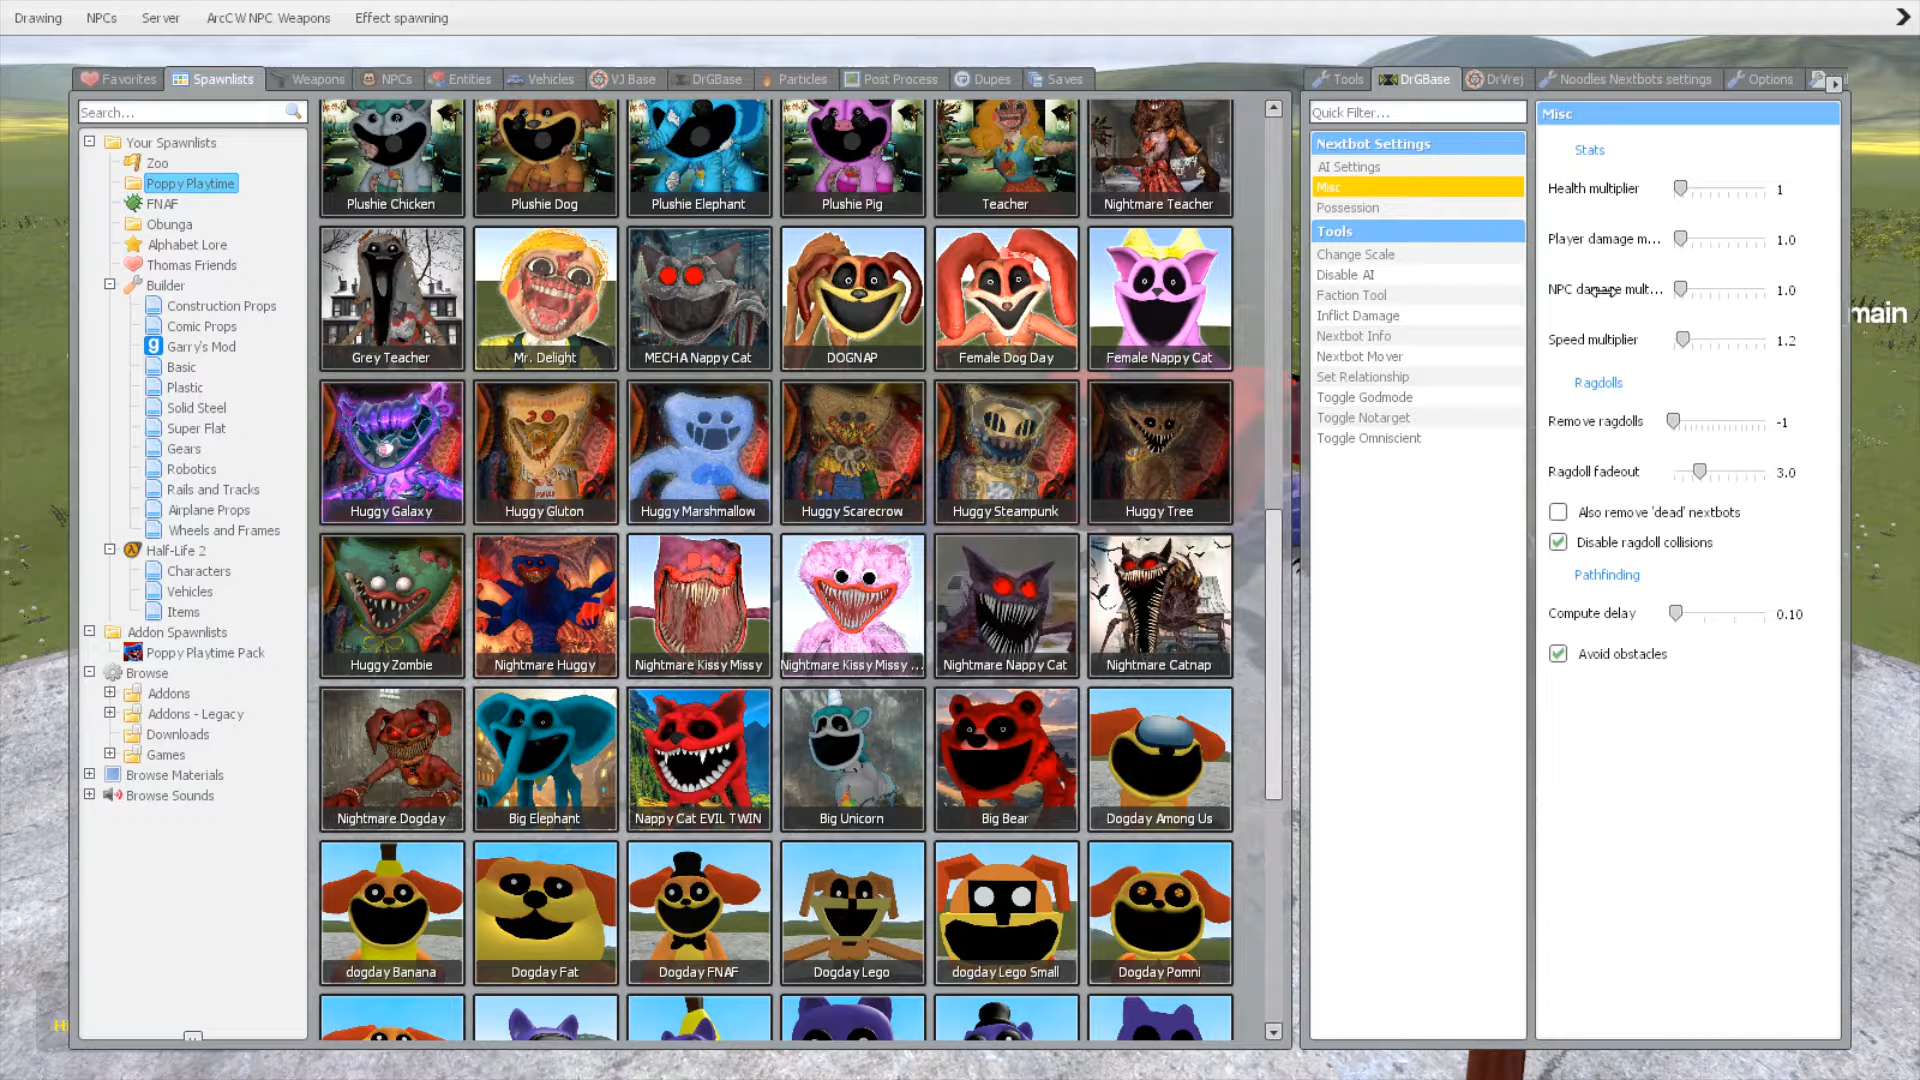 Drawing NPCs Server ArcCW NPC Weapons Effect spawning
Favorites Spawnlists Weapons NPCs Entities Vehicles VJ Base DrGBase Particles Post Process Dupes Saves
Tools DrGBase DrVrej Noodles Nextbots settings Options
Search...
Your Spawnlists
Zoo
Poppy Playtime
FNAF
Obunga
Alphabet Lore
Thomas Friends
Builder
Construction Props
Comic Props
Garry's Mod
Basic
Plastic
Solid Steel
Super Flat
Gears
Robotics
Rails and Tracks
Airplane Props
Wheels and Frames
Half-Life 2
Characters
Vehicles
Items
Addon Spawnlists
Poppy Playtime Pack
Browse
Addons
Addons - Legacy
Downloads
Games
Browse Materials
Browse Sounds
Plushie Chicken Plushie Dog Plushie Elephant Plushie Pig Teacher Nightmare Teacher
Grey Teacher Mr. Delight MECHA Nappy Cat DOGNAP Female Dog Day Female Nappy Cat
Huggy Galaxy Huggy Gluton Huggy Marshmallow Huggy Scarecrow Huggy Steampunk Huggy Tree
Huggy Zombie Nightmare Huggy Nightmare Kissy Missy Nightmare Kissy Missy ... Nightmare Nappy Cat Nightmare Catnap
Nightmare Dogday Big Elephant Nappy Cat EVIL TWIN Big Unicorn Big Bear Dogday Among Us
dogday Banana Dogday Fat Dogday FNAF Dogday Lego dogday Lego Small Dogday Pomni
Quick Filter...
Nextbot Settings
AI Settings
Misc
Possession
Tools
Change Scale
Disable AI
Faction Tool
Inflict Damage
Nextbot Info
Nextbot Mover
Set Relationship
Toggle Godmode
Toggle Notarget
Toggle Omniscient
Misc
Stats
Health multiplier 1
Player damage m... 1.0
NPC damage mult... 1.0
Speed multiplier 1.2
Ragdolls
Remove ragdolls -1
Ragdoll fadeout 3.0
Also remove 'dead' nextbots
Disable ragdoll collisions
Pathfinding
Compute delay 0.10
Avoid obstacles
main